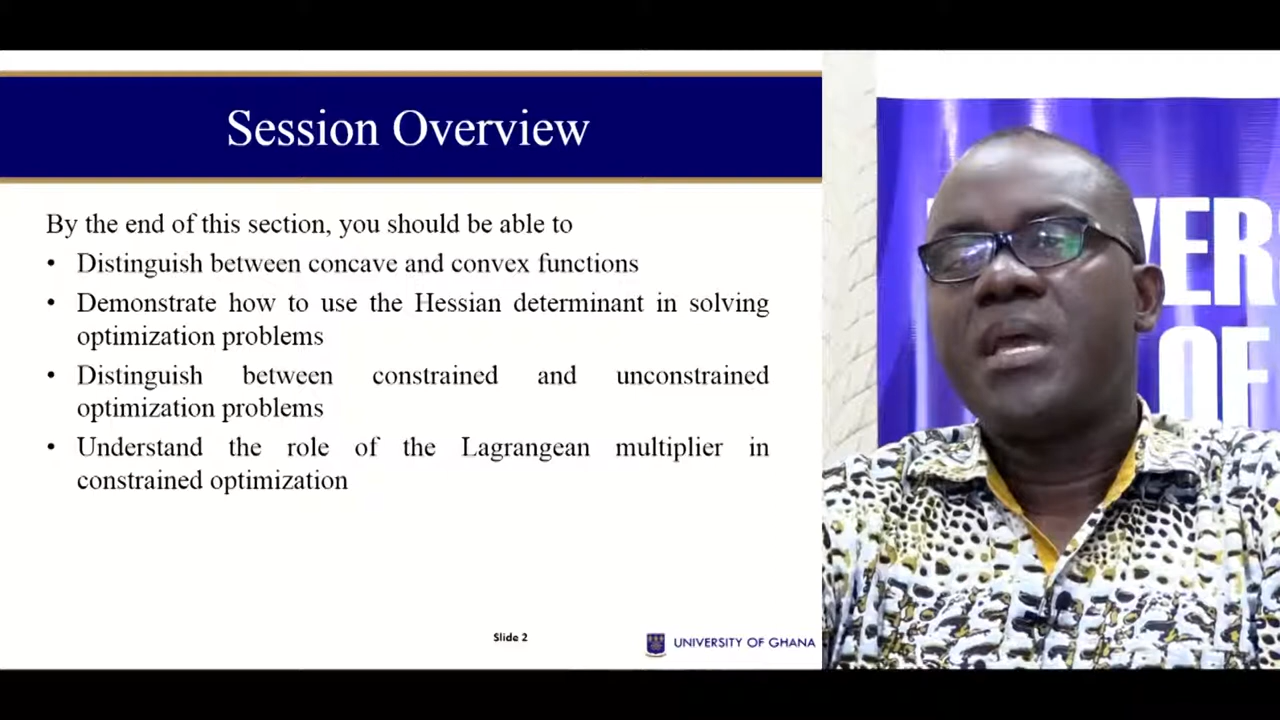 Session Overview
By the end of this section, you should be able to
• Distinguish between concave and convex functions
• Demonstrate how to use the Hessian determinant in solving
optimization problems
• Distinguish between constrained and unconstrained
optimization problems
• Understand the role of the Lagrangean multiplier in
constrained optimization
Slide 2
UNIVERSITY OF GHANA
OF